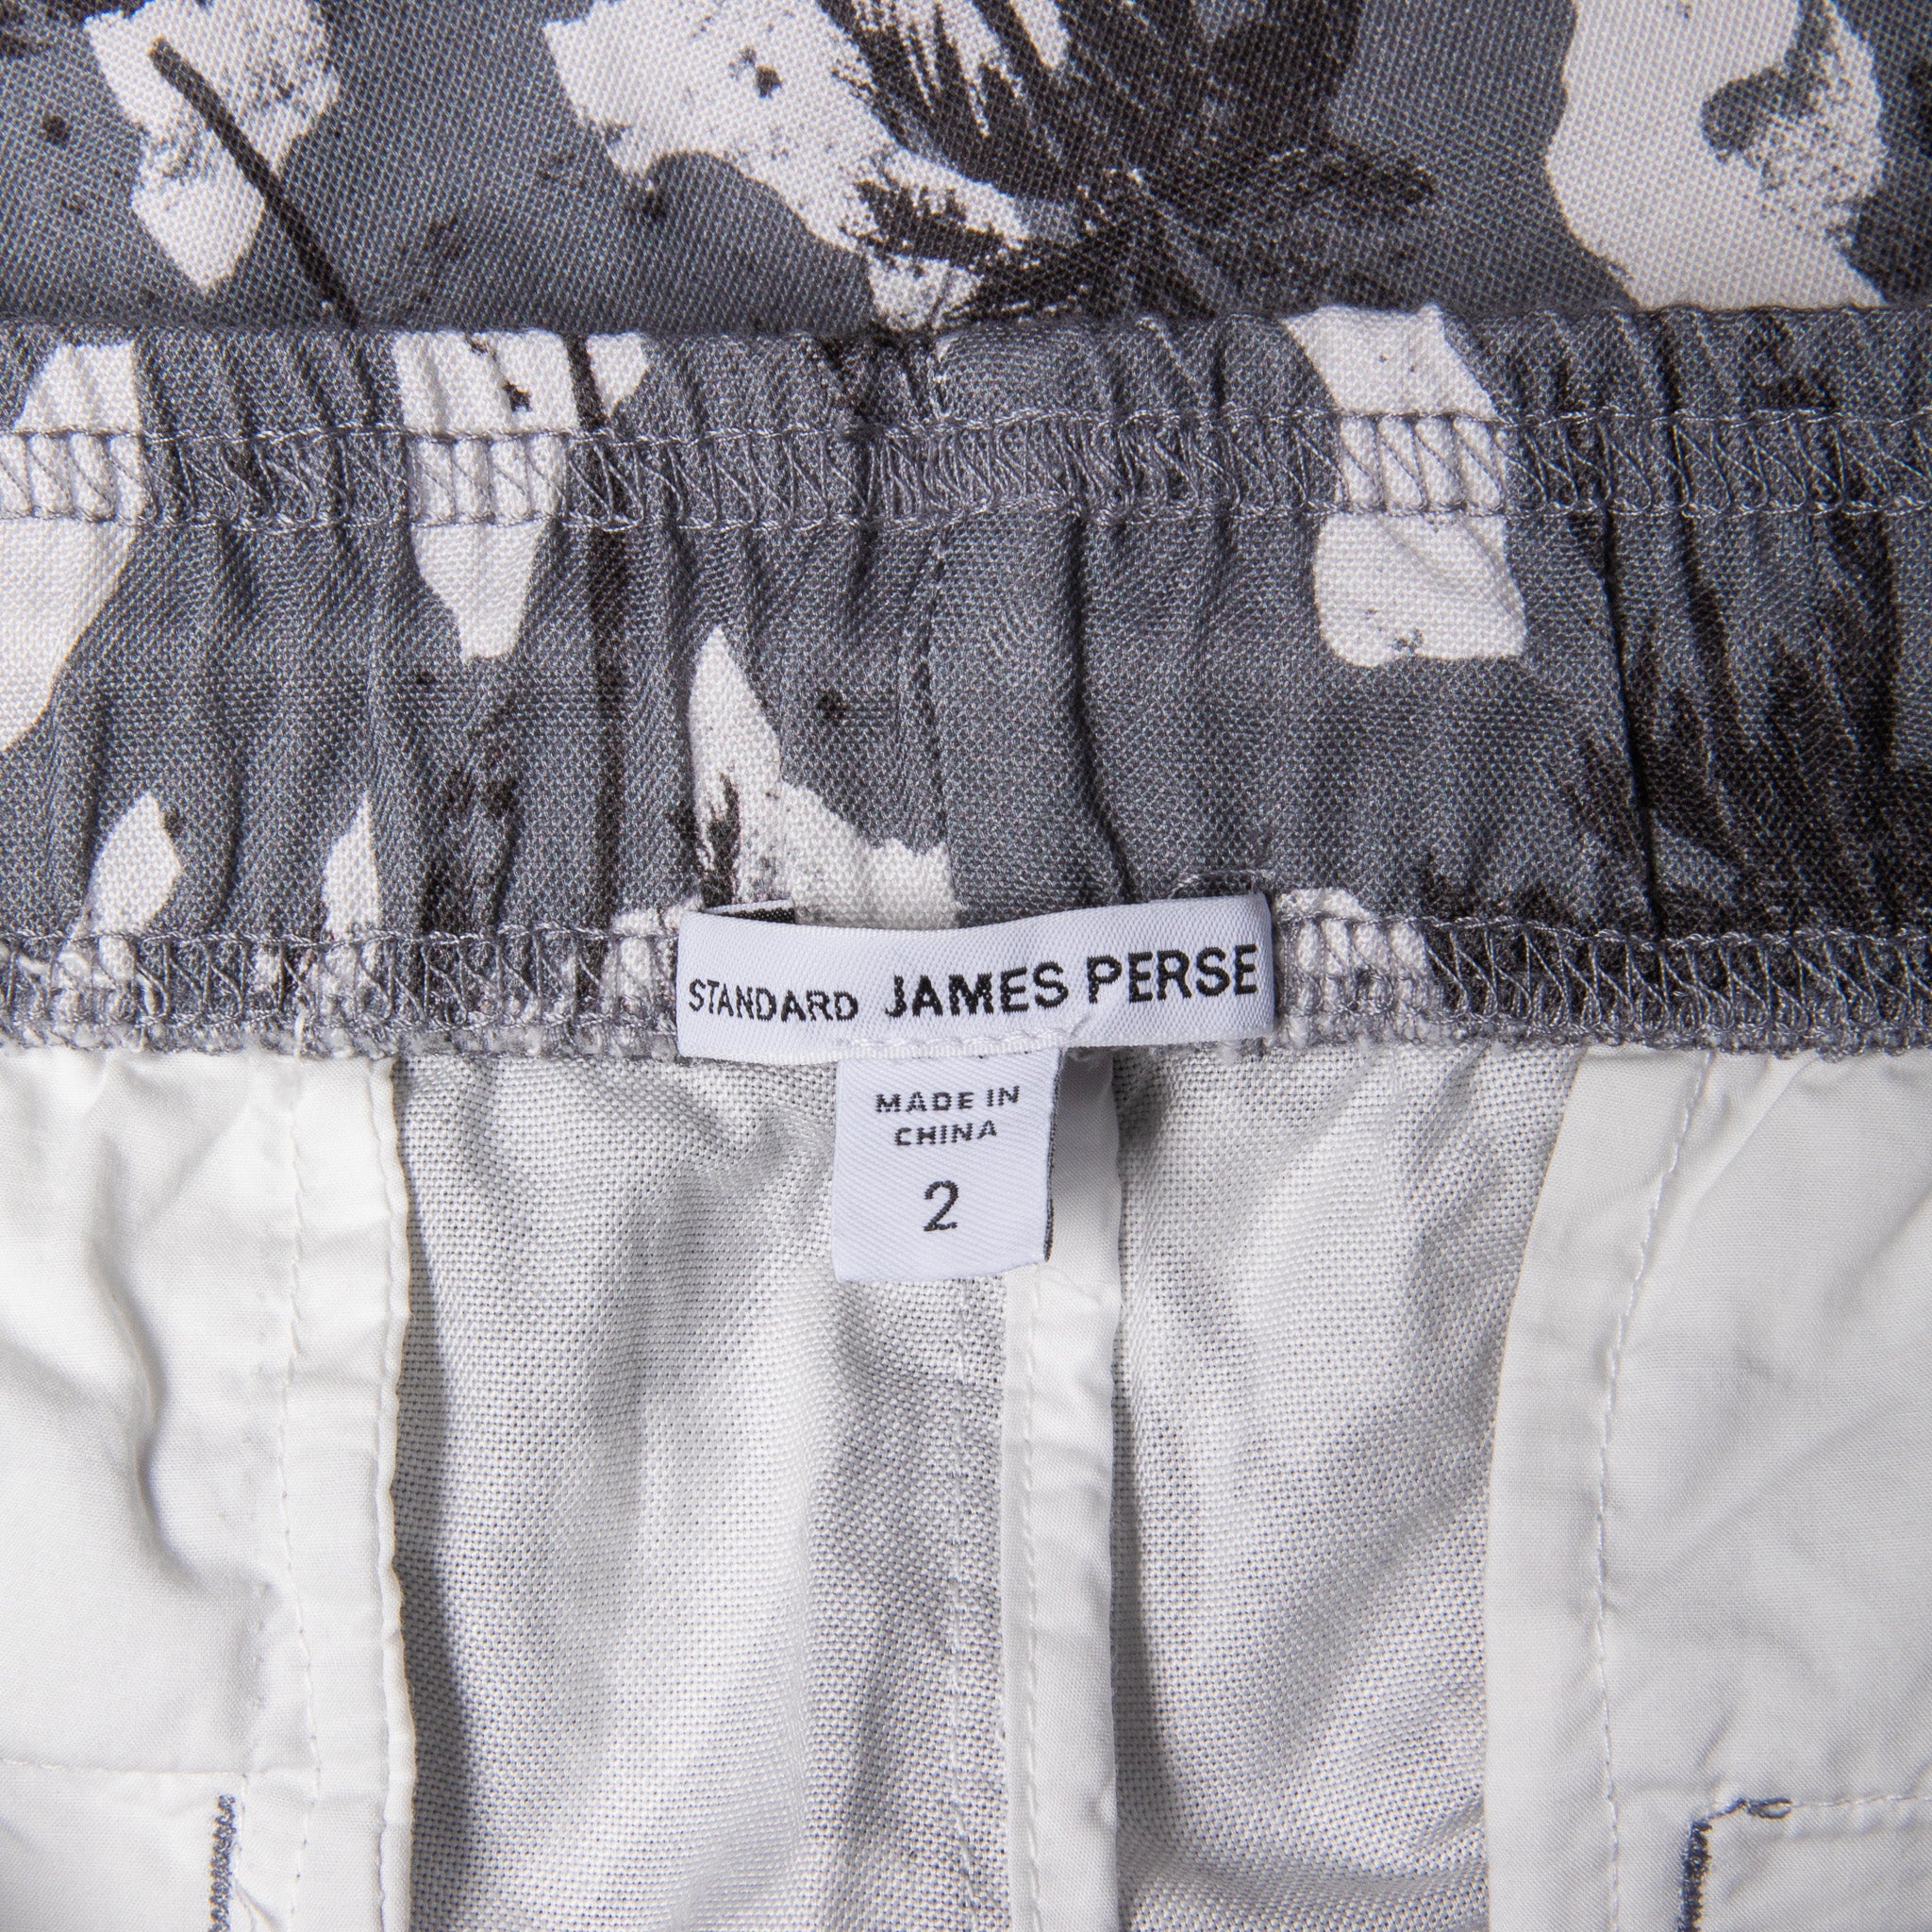 STANDARD JAMES PERSE
MADE IN
CHINA
2